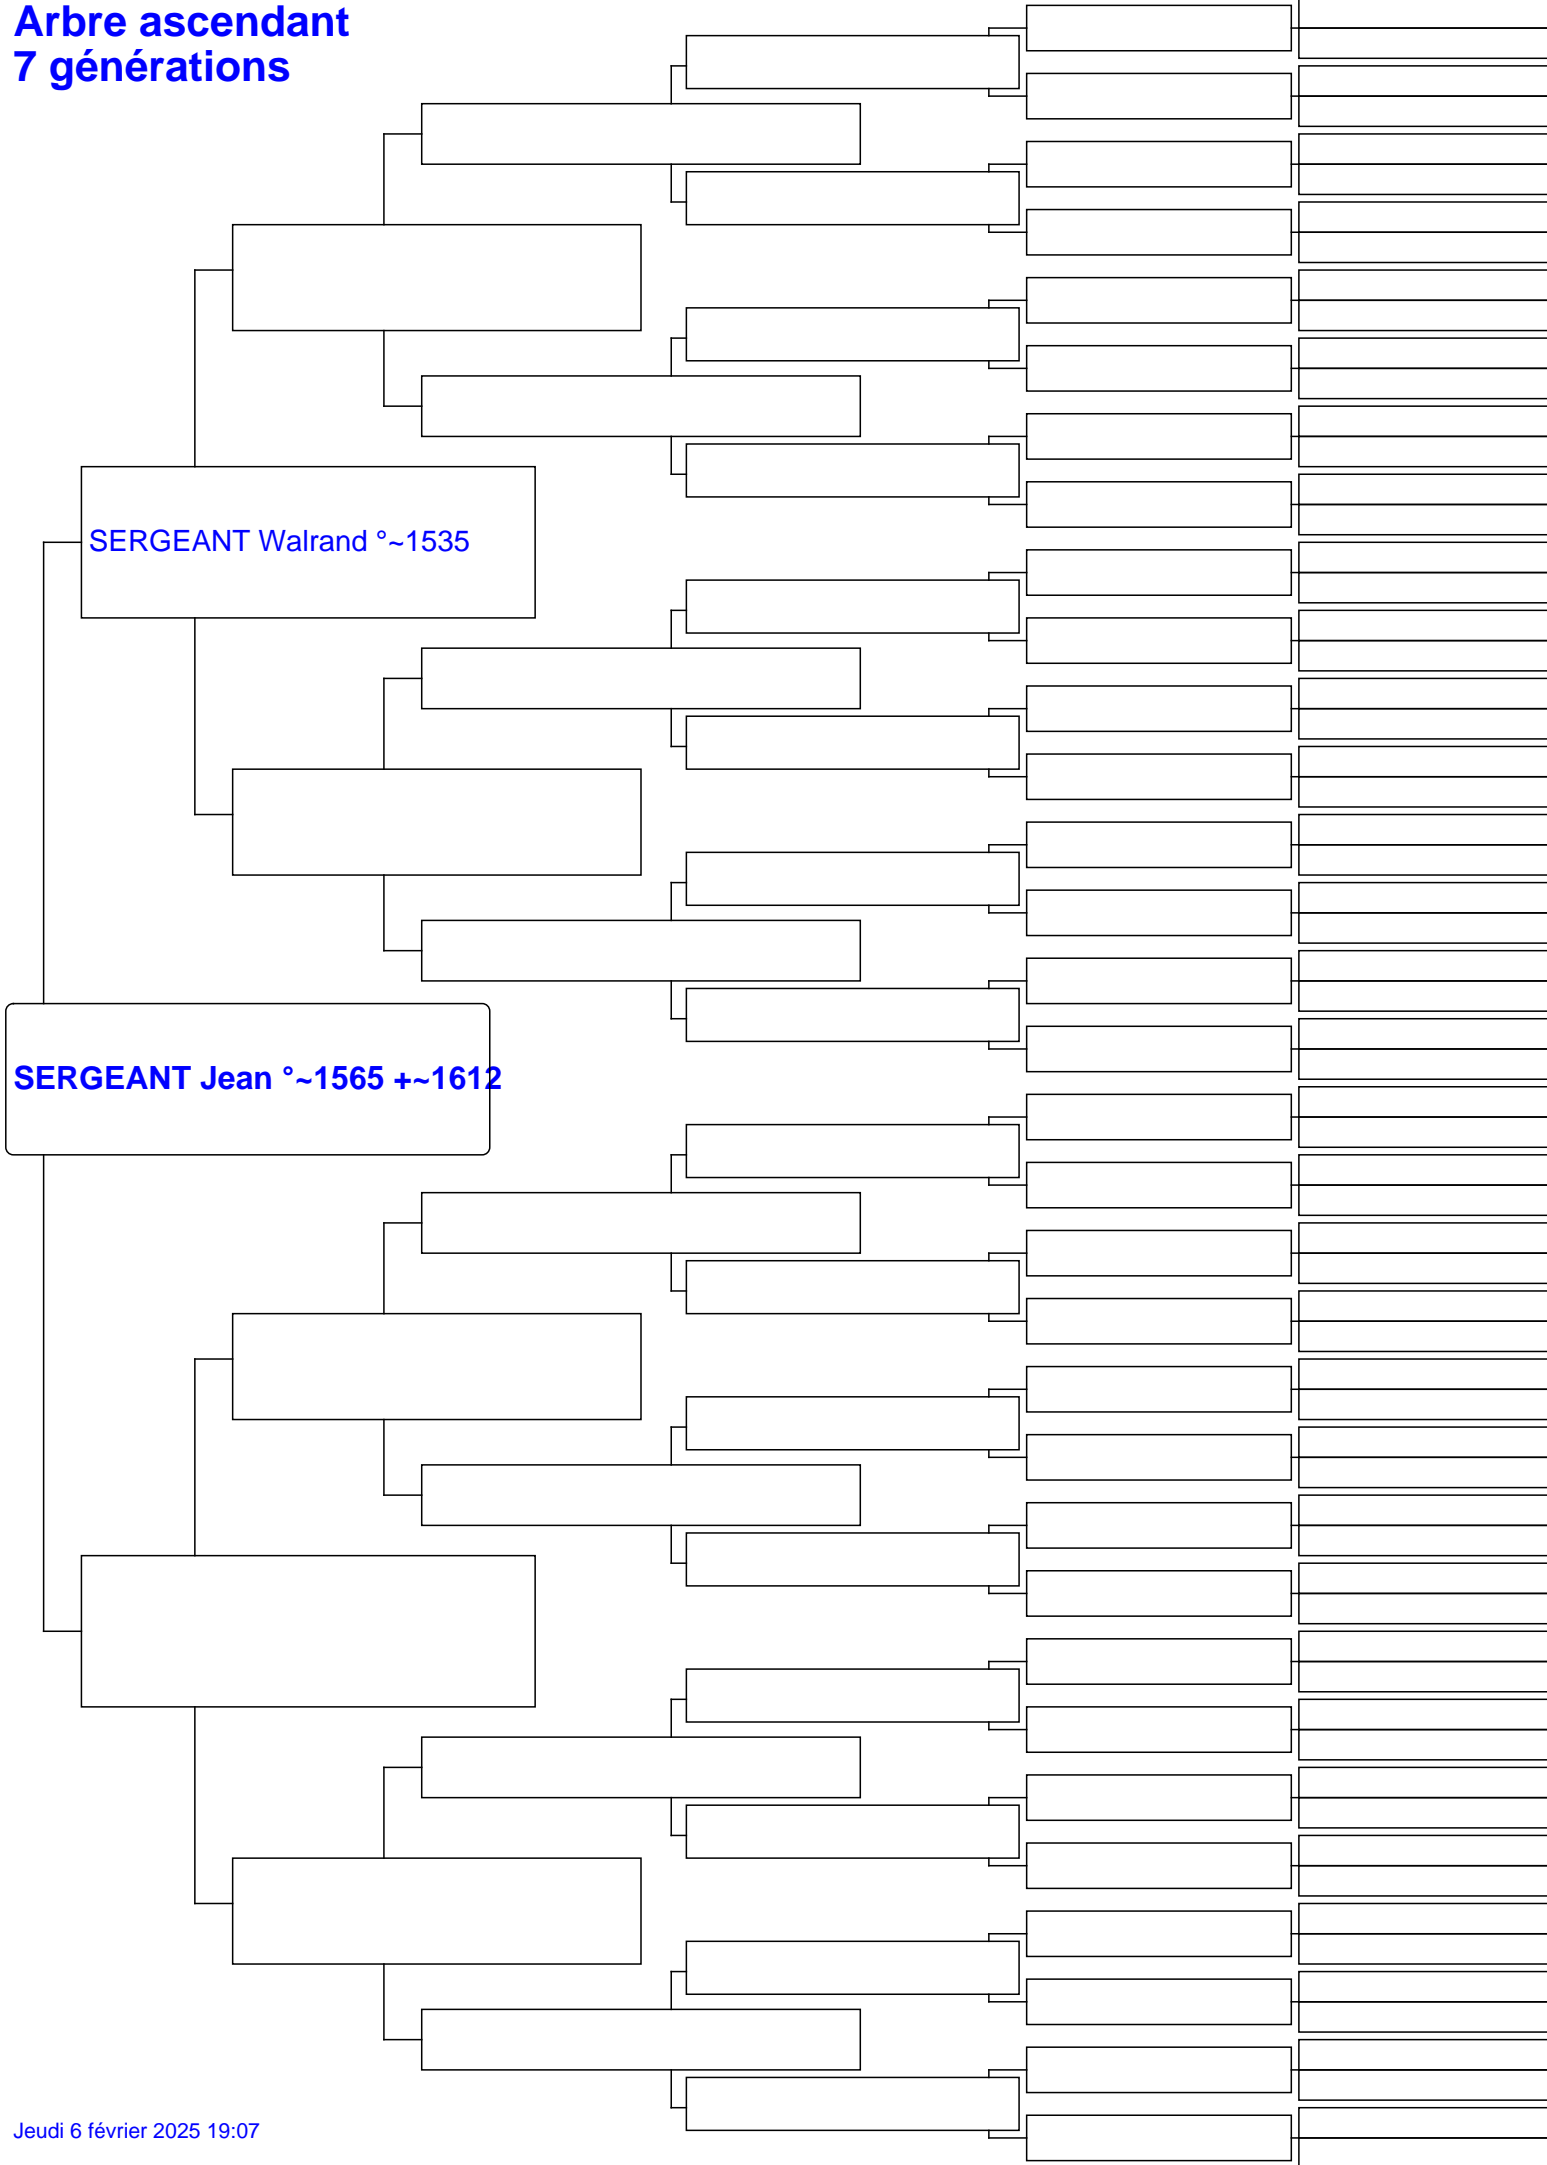 Arbre ascendant
7 générations
SERGEANT Walrand °~1535
SERGEANT Jean °~1565 +~1612
Jeudi 6 février 2025 19:07